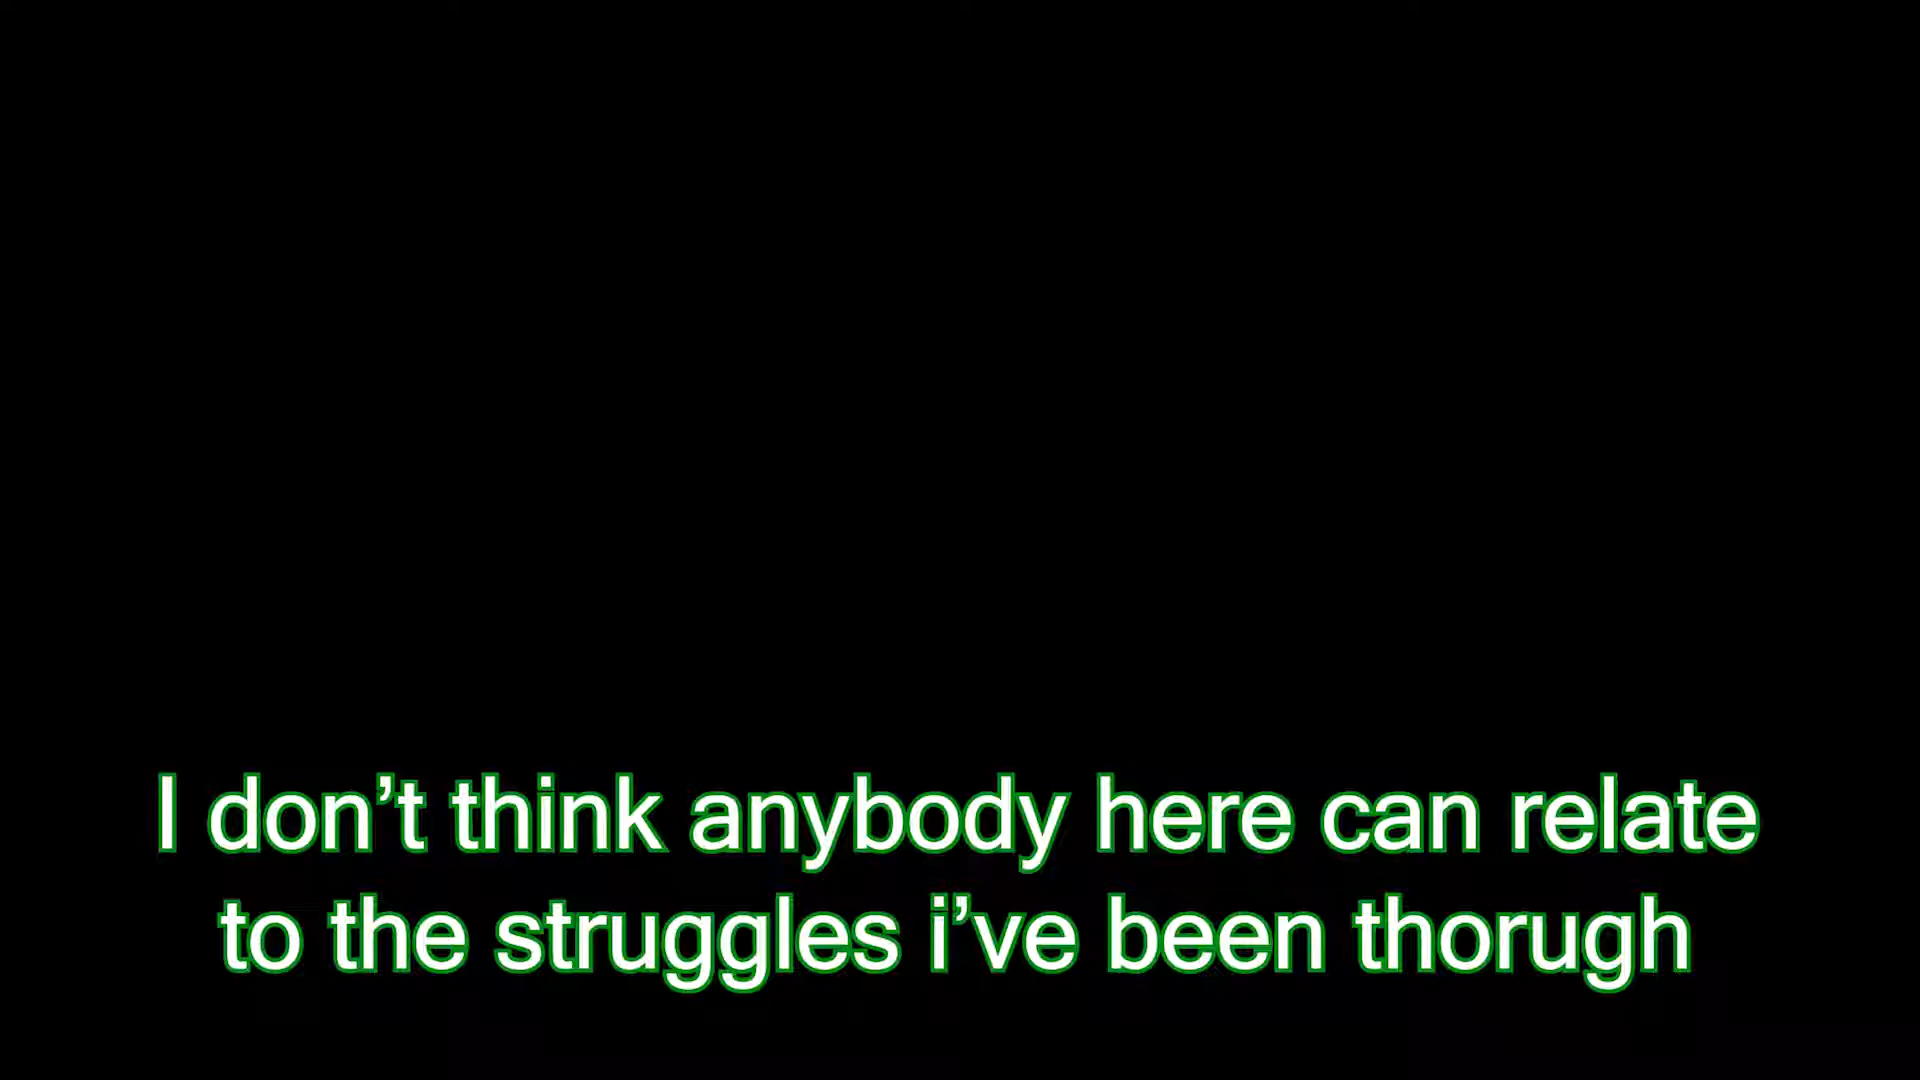 I don’t think anybody here can relate
to the struggles i’ve been thorugh